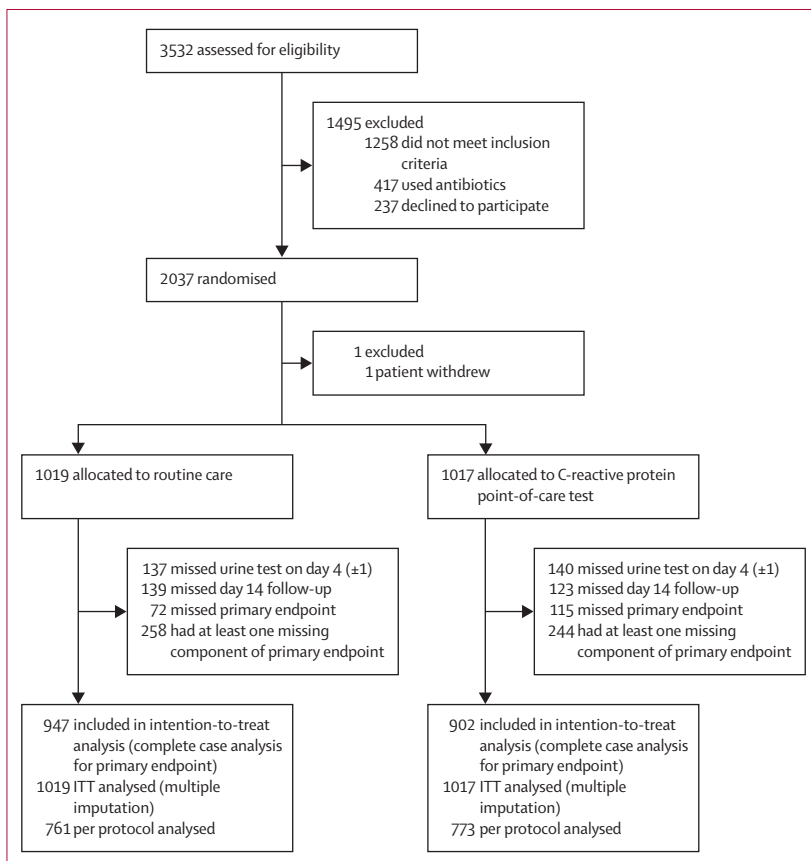 3532 assessed for eligibility
1495 excluded
1258 did not meet inclusion
criteria
417 used antibiotics
237 declined to participate
2037 randomised
1 excluded
1 patient withdrew
1019 allocated to routine care
1017 allocated to C-reactive protein
point-of-care test
137 missed urine test on day 4 (±1)
139 missed day 14 follow-up
72 missed primary endpoint
258 had at least one missing
component of primary endpoint
140 missed urine test on day 4 (±1)
123 missed day 14 follow-up
115 missed primary endpoint
244 had at least one missing
component of primary endpoint
947 included in intention-to-treat
analysis (complete case analysis
for primary endpoint)
1019 ITT analysed (multiple
imputation)
761 per protocol analysed
902 included in intention-to-treat
analysis (complete case analysis
for primary endpoint)
1017 ITT analysed (multiple
imputation)
773 per protocol analysed